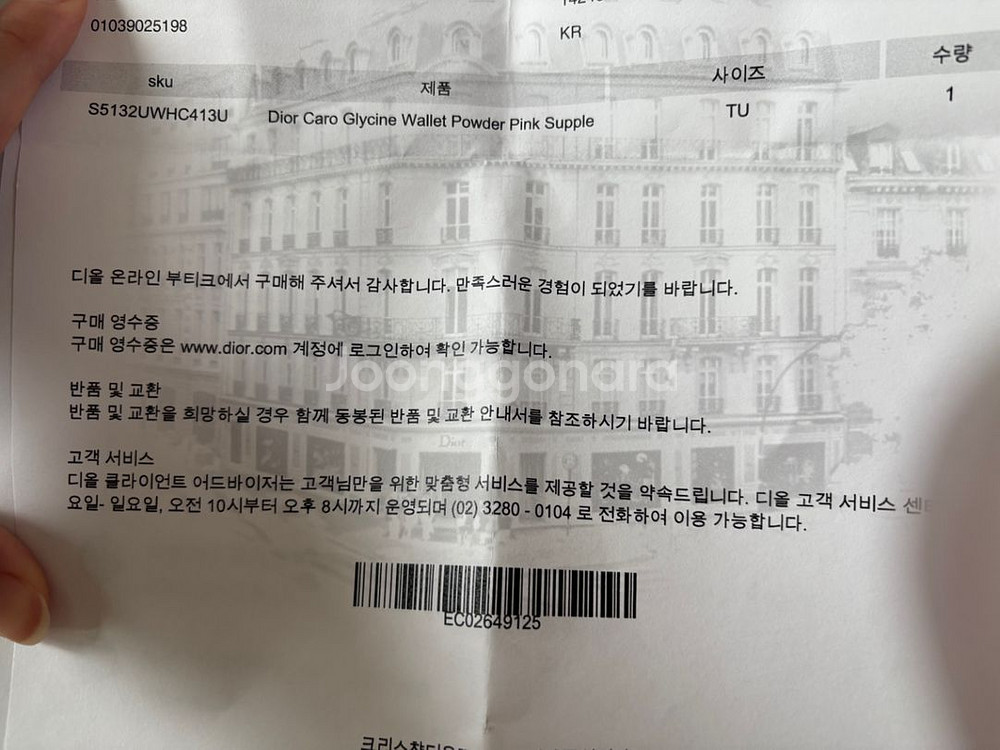 01039025198
KR
sku 제품 사이즈 수량
S5132UWHC413U Dior Caro Glycine Wallet Powder Pink Supple TU 1
디올 온라인 부티크에서 구매해 주셔서 감사합니다. 만족스러운 경험이 되었기를 바랍니다.
구매 영수증
구매 영수증은 www.dior.com 계정에 로그인하여 확인 가능합니다.
Joonggonara
반품 및 교환
반품 및 교환을 희망하실 경우 함께 동봉된 반품 및 교환 안내서를 참조하시기 바랍니다.
Dior
고객 서비스
디올 클라이언트 어드바이저는 고객님만을 위한 맞춤형 서비스를 제공할 것을 약속드립니다. 디올 고객 서비스 센
요일- 일요일, 오전 10시부터 오후 8시까지 운영되며 (02) 3280 - 0104 로 전화하여 이용 가능합니다.
EC02649125